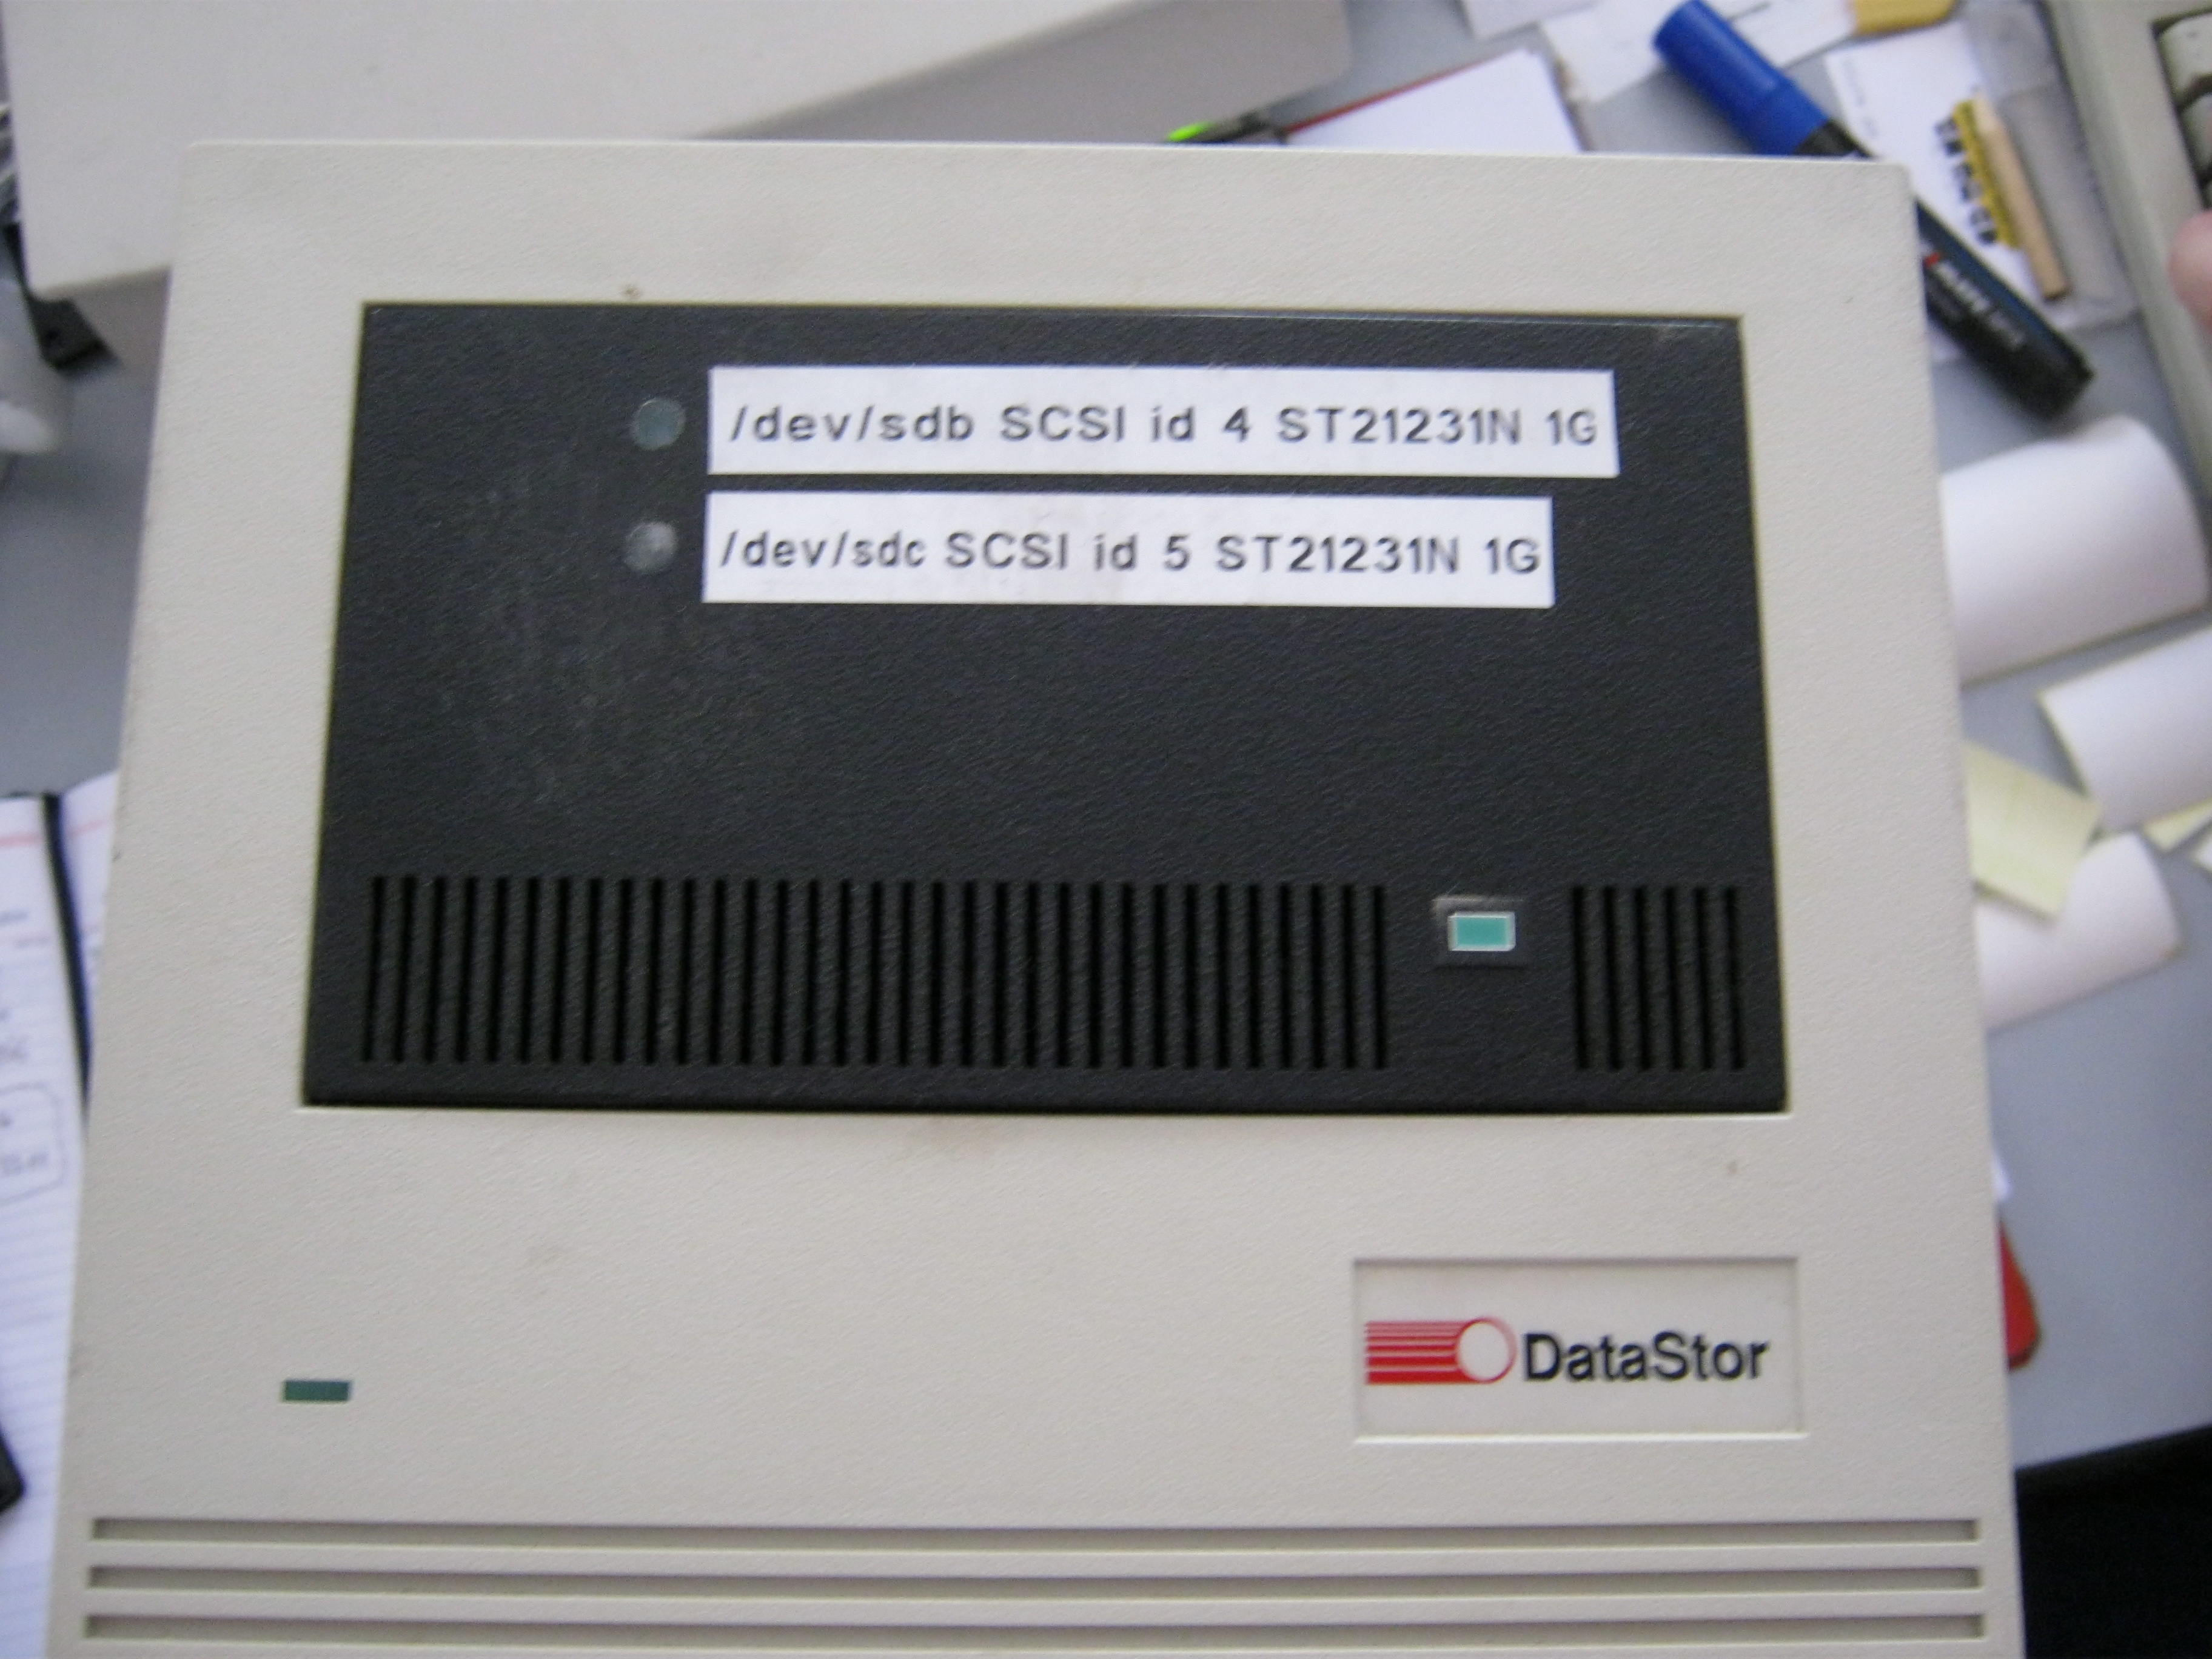 /dev/sdb SCSI id 4 ST21231N 1G
/dev/sdc SCSI id 5 ST21231N 1G
DataStor